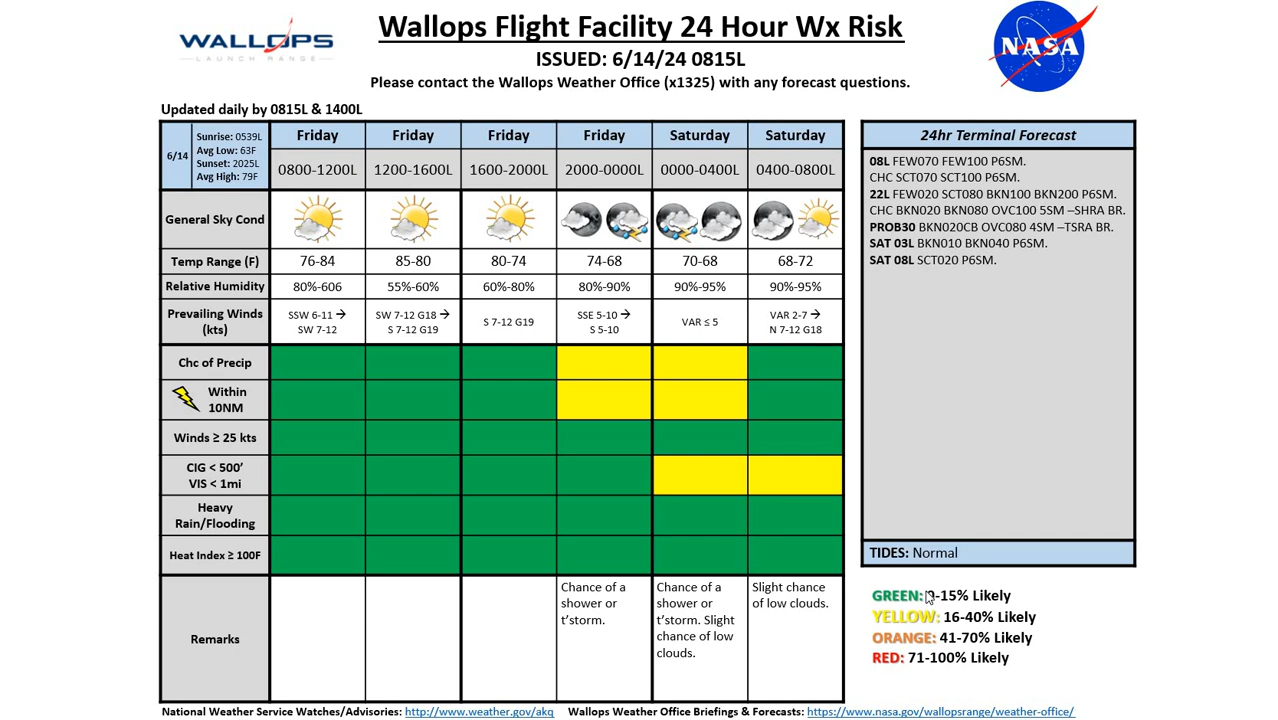 WALLOPS
LAUNCH RANGE
Wallops Flight Facility 24 Hour Wx Risk
ISSUED: 6/14/24 0815L
Please contact the Wallops Weather Office (x1325) with any forecast questions.
NASA
Updated daily by 0815L & 1400L
6/14
Sunrise: 0539L
Avg Low: 63F
Sunset: 2025L
Avg High: 79F
Friday Friday Friday Friday Saturday Saturday
0800-1200L 1200-1600L 1600-2000L 2000-0000L 0000-0400L 0400-0800L
General Sky Cond
Temp Range (F) 76-84 85-80 80-74 74-68 70-68 68-72
Relative Humidity 80%-606 55%-60% 60%-80% 80%-90% 90%-95% 90%-95%
Prevailing Winds (kts)
SSW 6-11 → SW 7-12
SW 7-12 G18 → S 7-12 G19
S 7-12 G19
SSE 5-10 → S 5-10
VAR ≤ 5
VAR 2-7 → N 7-12 G18
Chc of Precip
Within
10NM
Winds ≥ 25 kts
CIG < 500’
VIS < 1mi
Heavy
Rain/Flooding
Heat Index ≥ 100F
Remarks
Chance of a
shower or
t’storm.
Chance of a
shower or
t’storm. Slight
chance of low
clouds.
Slight chance
of low clouds.
24hr Terminal Forecast
08L FEW070 FEW100 P6SM.
CHC SCT070 SCT100 P6SM.
22L FEW020 SCT080 BKN100 BKN200 P6SM.
CHC BKN020 BKN080 OVC100 5SM –SHRA BR.
PROB30 BKN020CB OVC080 4SM –TSRA BR.
SAT 03L BKN010 BKN040 P6SM.
SAT 08L SCT020 P6SM.
TIDES: Normal
GREEN: 0-15% Likely
YELLOW: 16-40% Likely
ORANGE: 41-70% Likely
RED: 71-100% Likely
National Weather Service Watches/Advisories: http://www.weather.gov/akq Wallops Weather Office Briefings & Forecasts: https://www.nasa.gov/wallopsrange/weather-office/